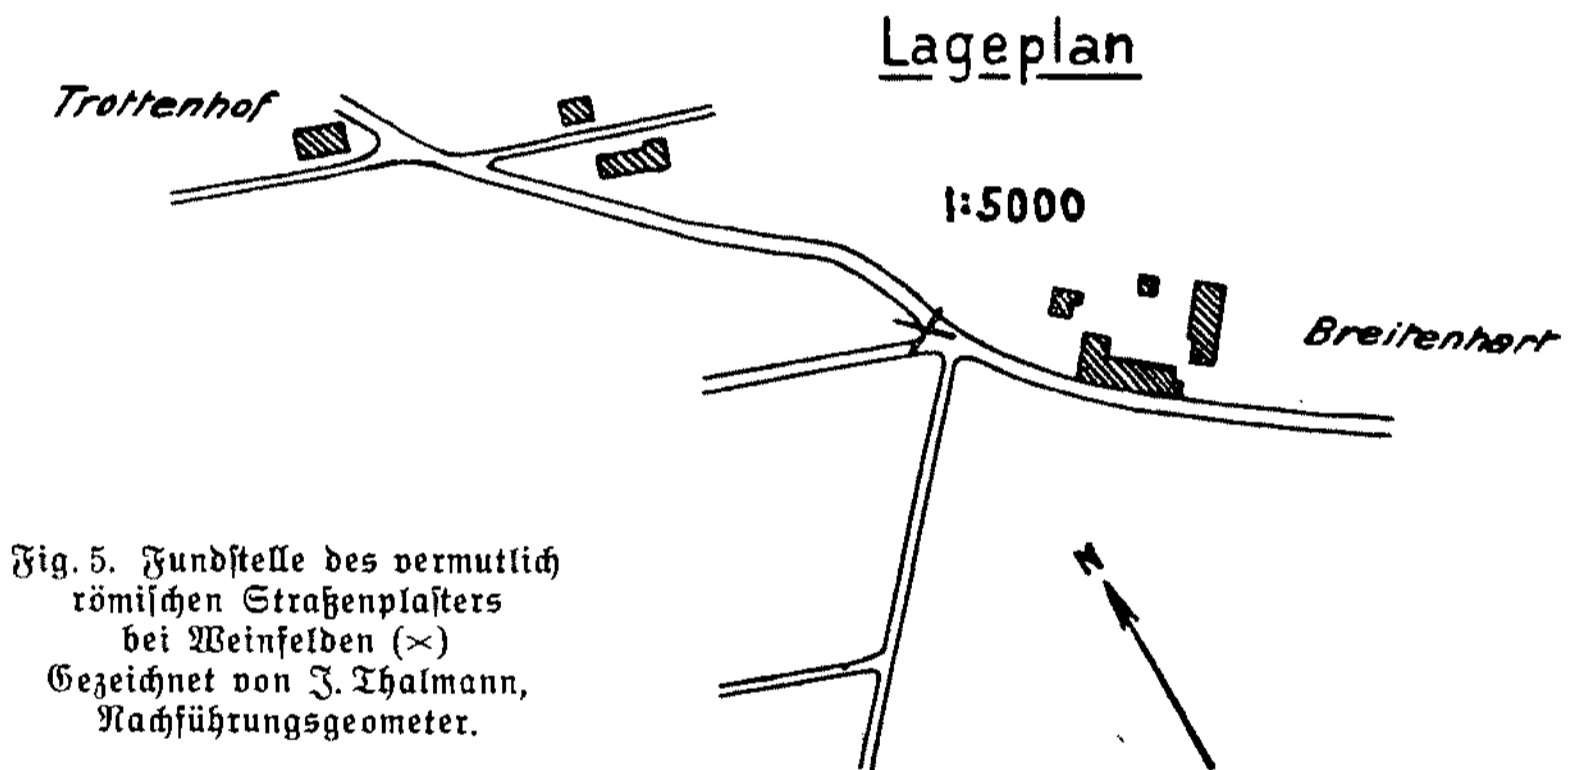 Lageplan
Trottenhof
1:5000
Breitenhart
N
Fig. 5. Fundstelle des vermutlich
römischen Straßenplasters
bei Weinfelden (×)
Gezeichnet von J. Thalmann,
Nachführungsgeometer.